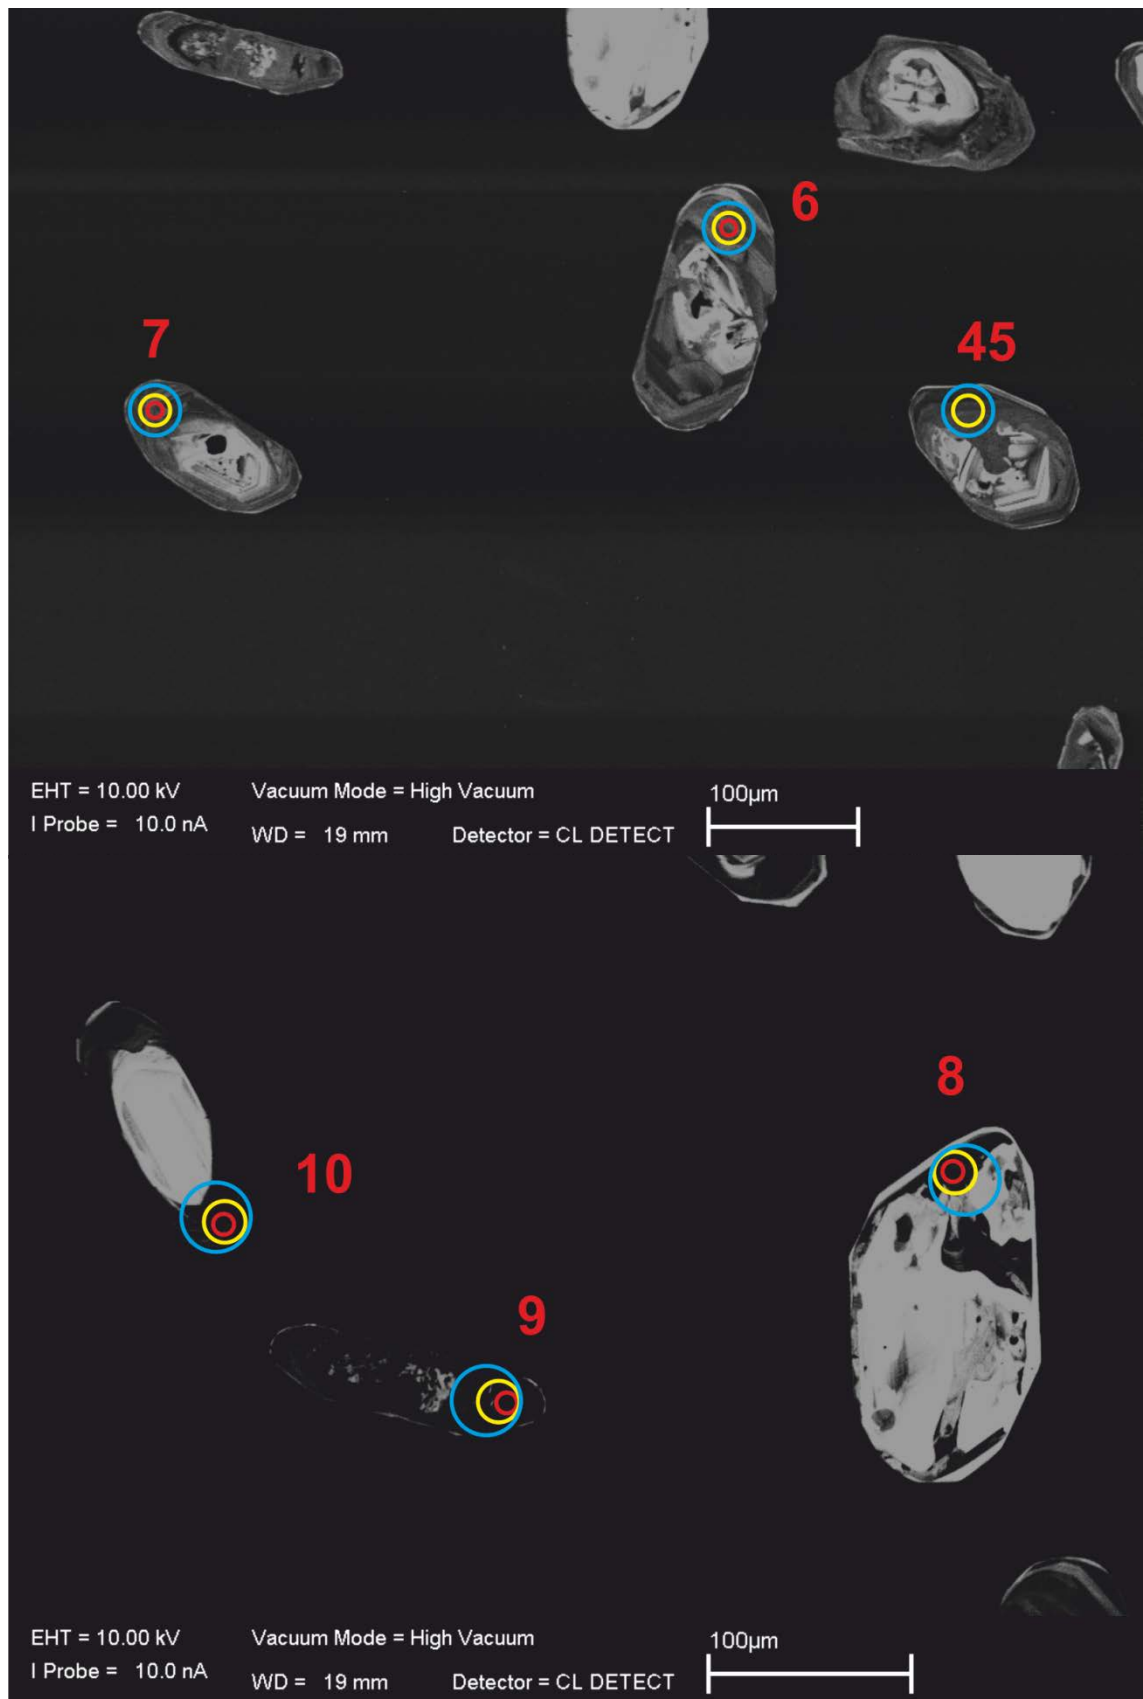 6
7
45
EHT = 10.00 kV Vacuum Mode = High Vacuum 100µm
I Probe = 10.0 nA WD = 19 mm Detector = CL DETECT
8
10
9
EHT = 10.00 kV Vacuum Mode = High Vacuum 100µm
I Probe = 10.0 nA WD = 19 mm Detector = CL DETECT